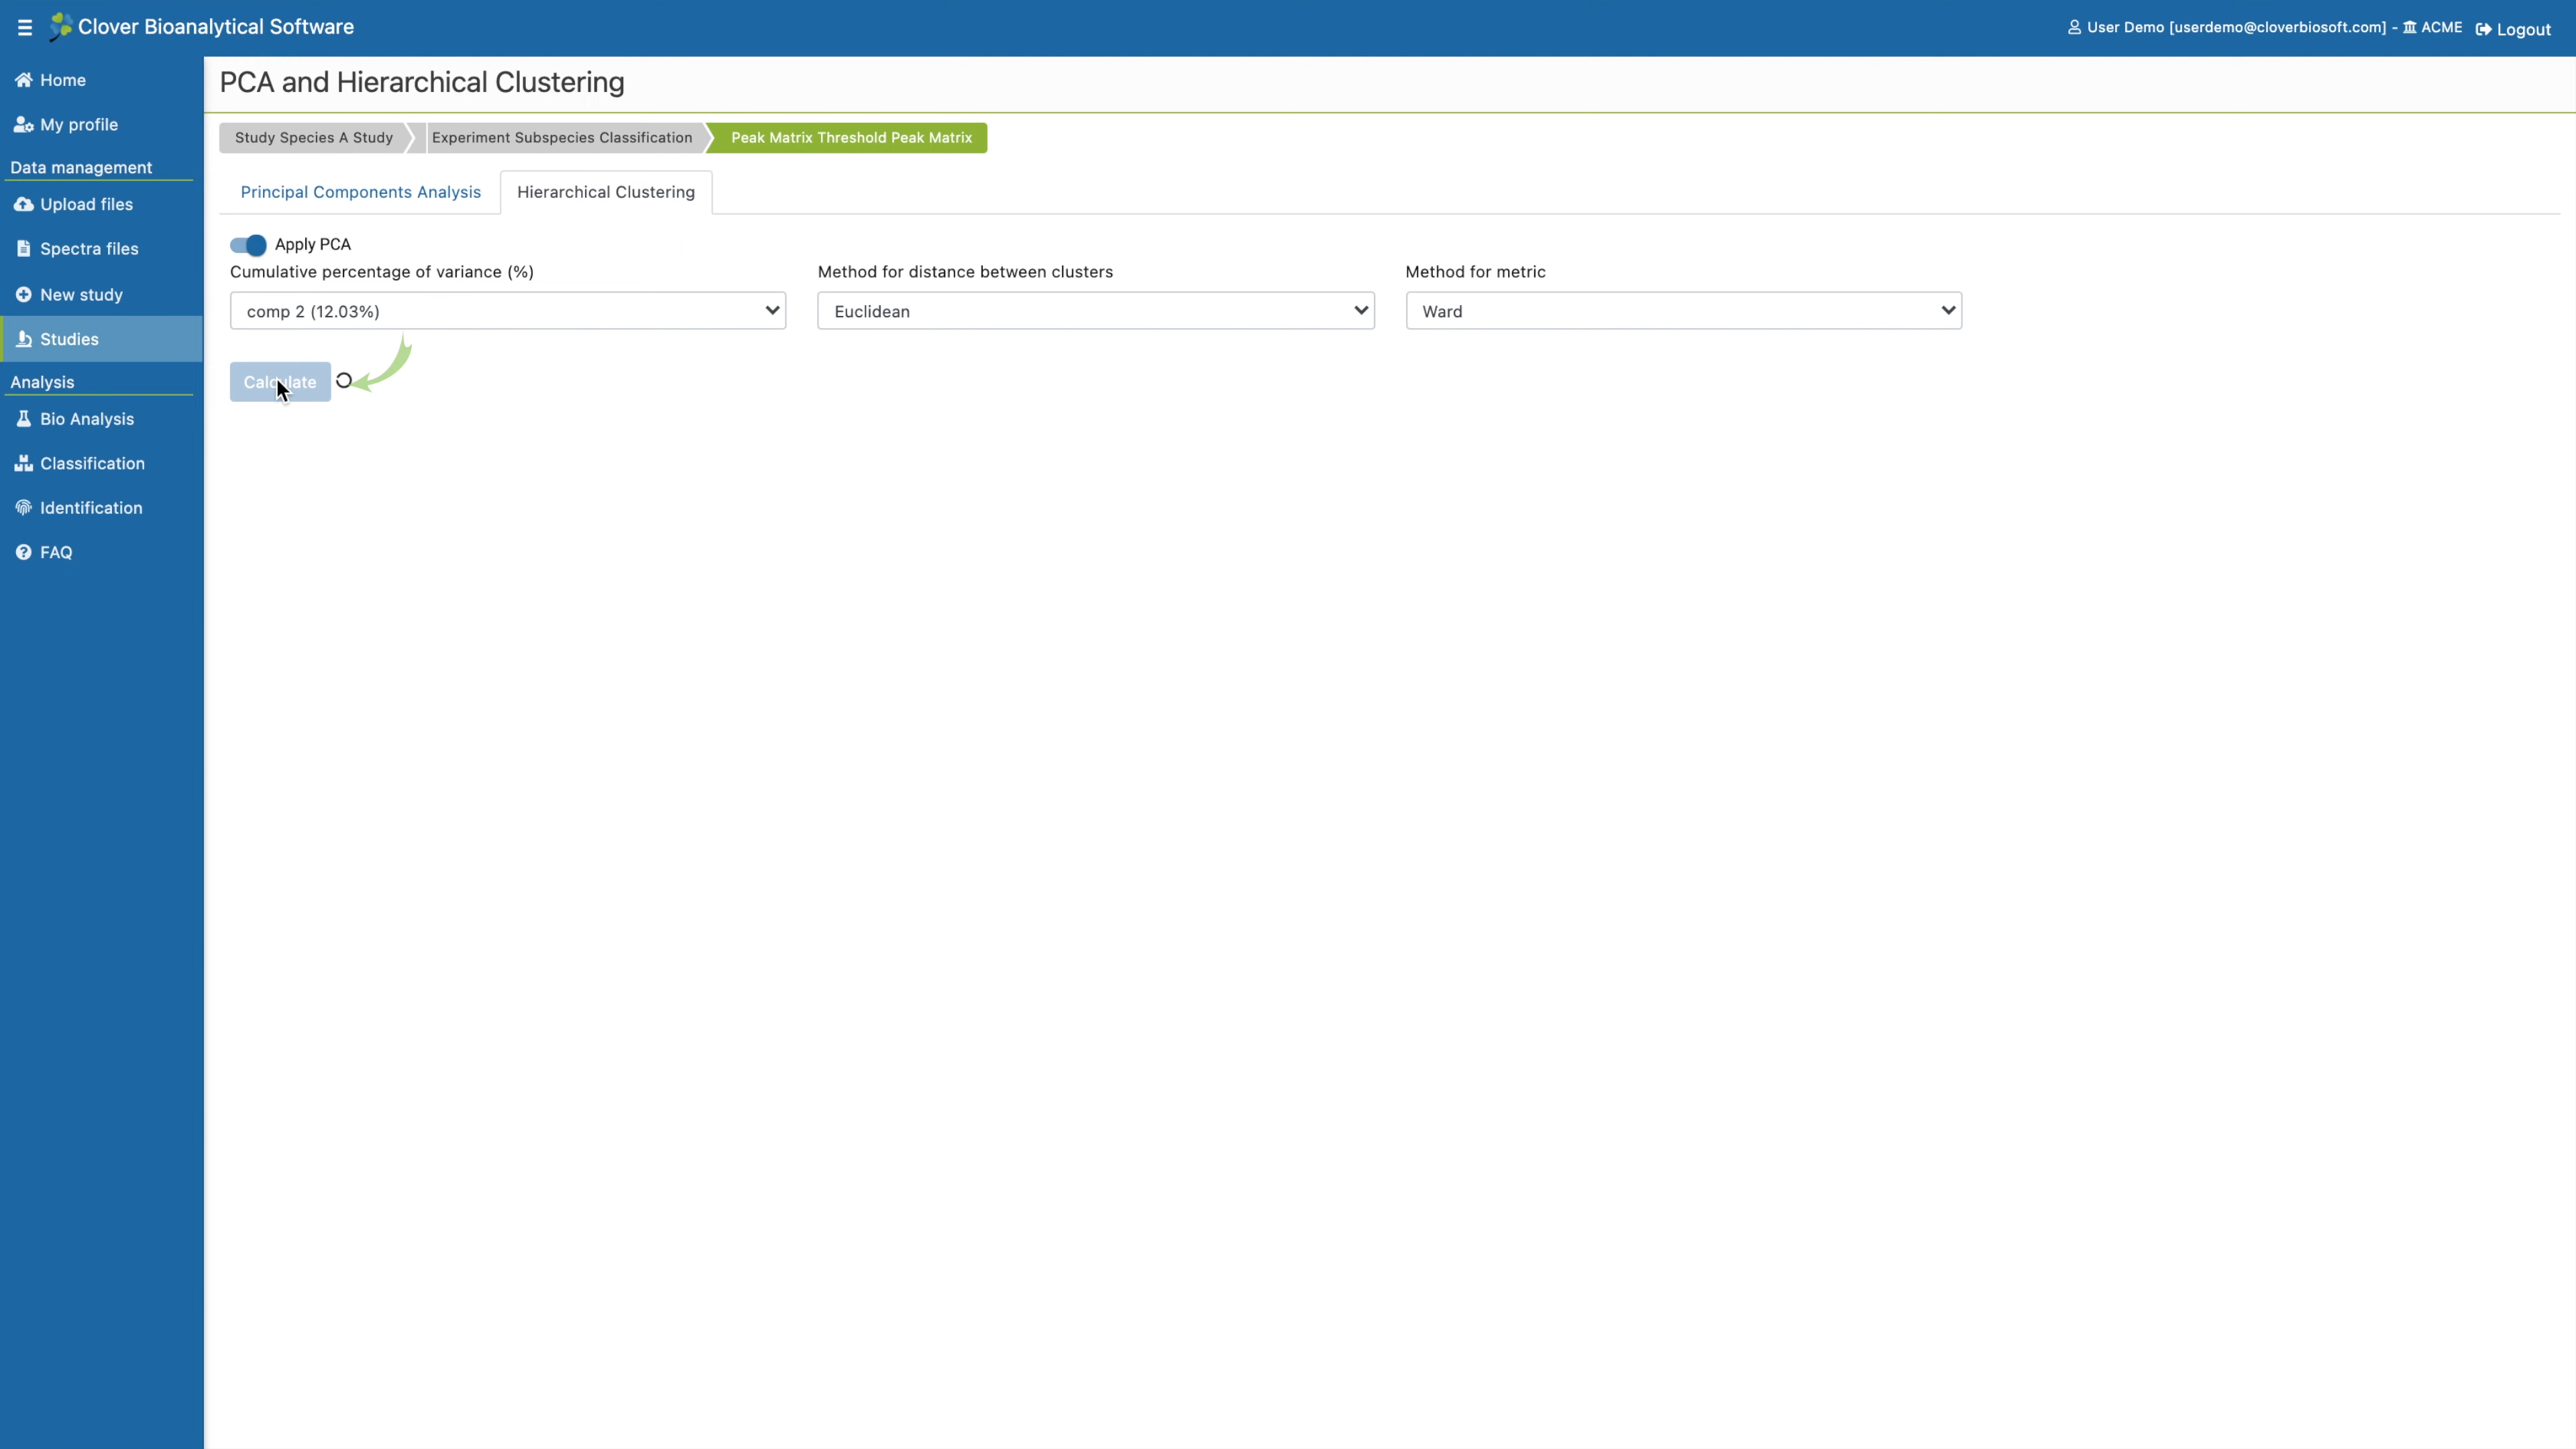 Clover Bioanalytical Software
User Demo [userdemo@cloverbiosoft.com] - ACME Logout
Home
My profile
Data management
Upload files
Spectra files
New study
Studies
Analysis
Bio Analysis
Classification
Identification
FAQ
PCA and Hierarchical Clustering
Study Species A Study Experiment Subspecies Classification Peak Matrix Threshold Peak Matrix
Principal Components Analysis Hierarchical Clustering
Apply PCA
Cumulative percentage of variance (%) Method for distance between clusters Method for metric
comp 2 (12.03%) Euclidean Ward
Calculate